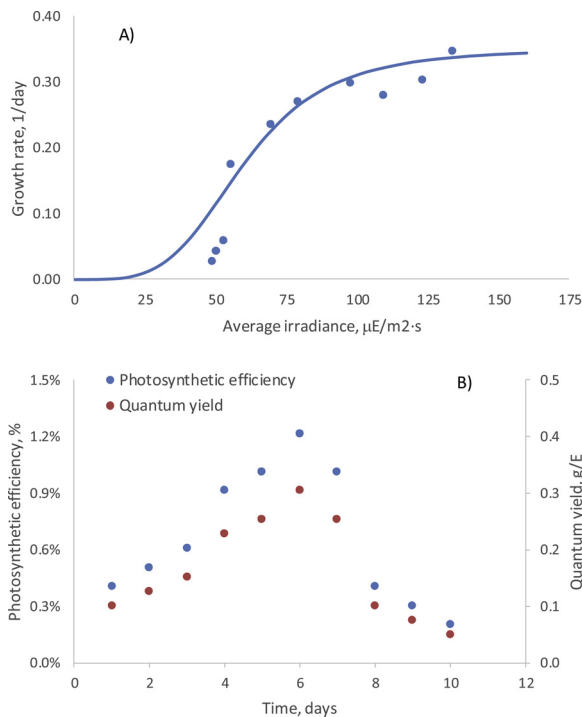 A)
Growth rate, 1/day
0.40
0.30
0.20
0.10
0.00
0 25 50 75 100 125 150 175
Average irradiance, µE/m2·s
B)
Photosynthetic efficiency
Quantum yield
Photosynthetic efficiency, %
1.5%
1.2%
0.9%
0.6%
0.3%
0.0%
0.5
0.4
0.3
0.2
0.1
0.0
Quantum yield, g/E
0 2 4 6 8 10 12
Time, days